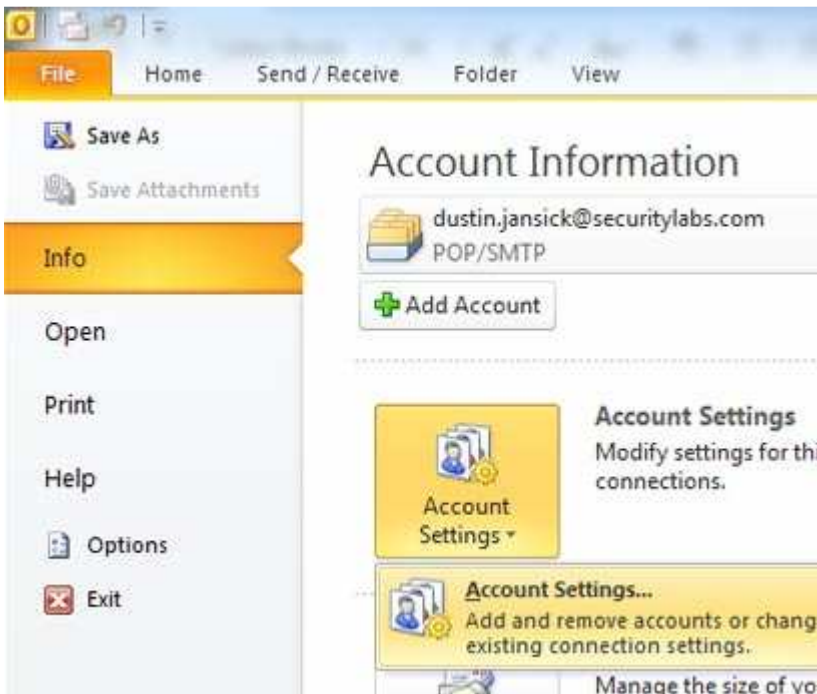 File Home Send / Receive Folder View
Save As
Save Attachments
Info
Open
Print
Help
Options
Exit
Account Information
dustin.jansick@securitylabs.com
POP/SMTP
Add Account
Account
Settings
Account Settings
Modify settings for thi
connections.
Account Settings...
Add and remove accounts or chang
existing connection settings.
Manage the size of yo